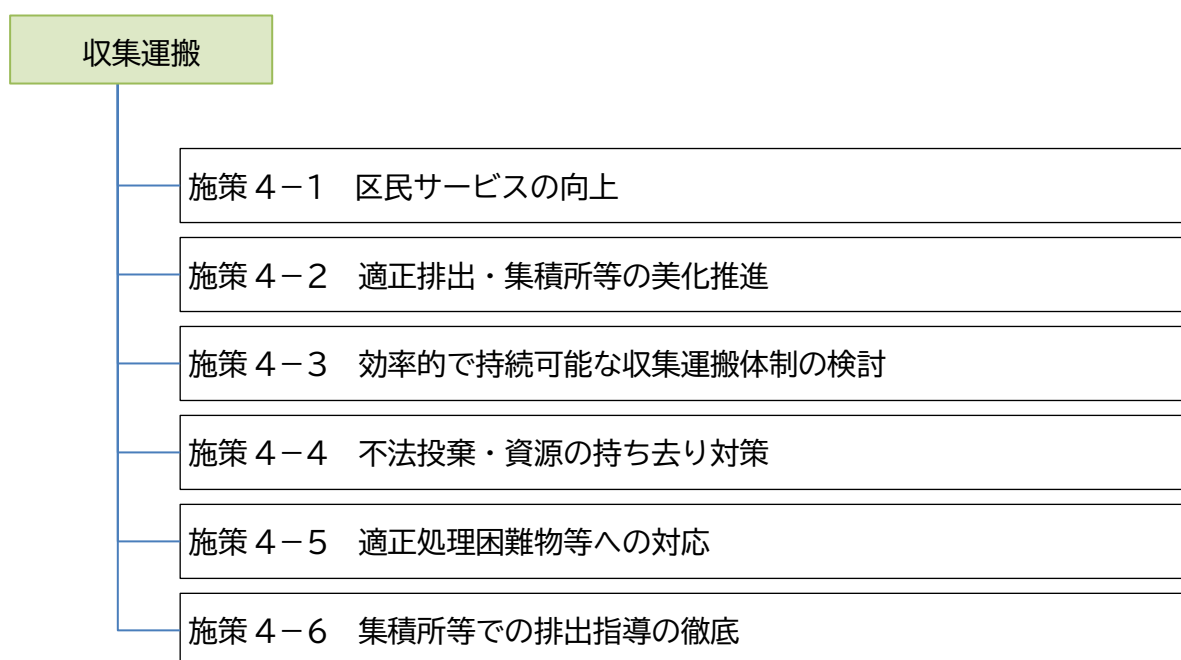 収集運搬
施策４－１　区民サービスの向上
施策４－２　適正排出・集積所等の美化推進
施策４－３　効率的で持続可能な収集運搬体制の検討
施策４－４　不法投棄・資源の持ち去り対策
施策４－５　適正処理困難物等への対応
施策４－６　集積所等での排出指導の徹底